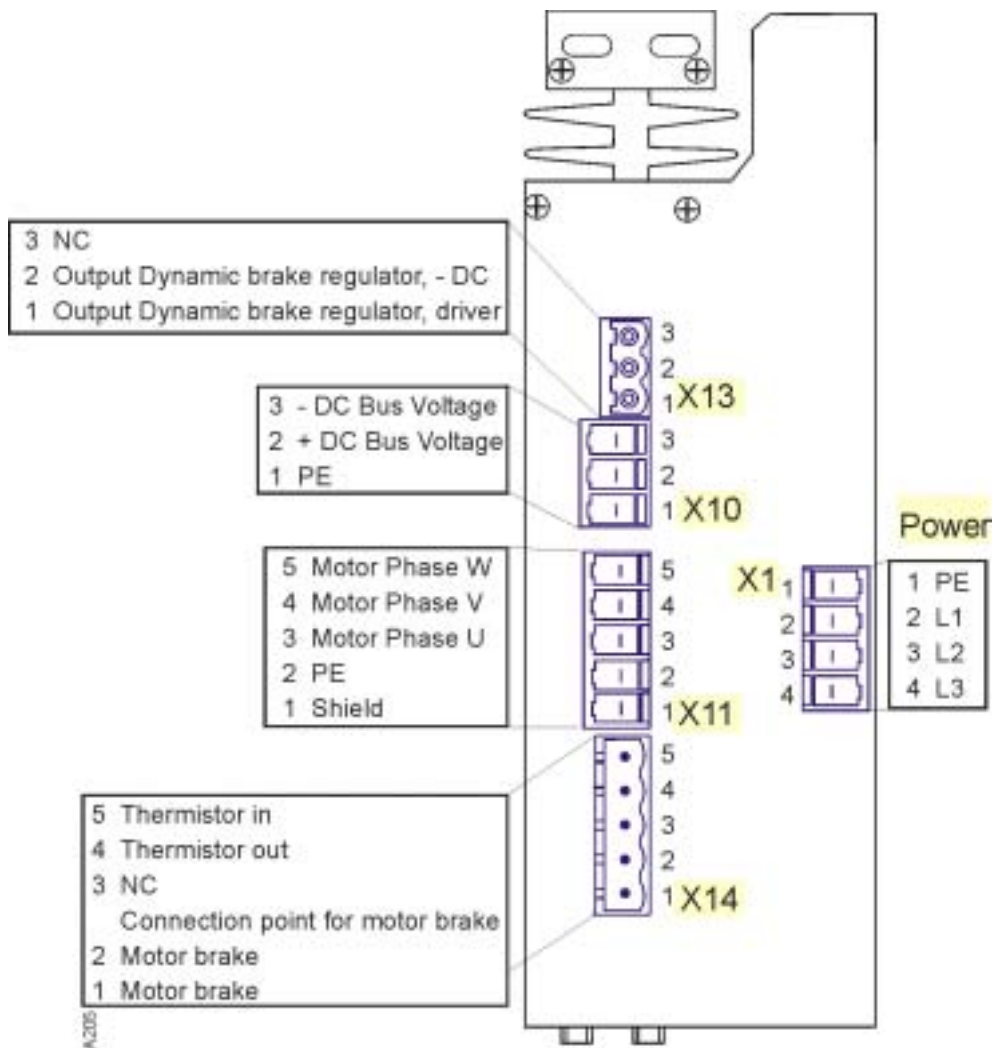 3 NC
2 Output Dynamic brake regulator, - DC
1 Output Dynamic brake regulator, driver
3
2
1 X13
3 - DC Bus Voltage
2 + DC Bus Voltage
1 PE
3
2
1 X10
Power
5 Motor Phase W
4 Motor Phase V
3 Motor Phase U
2 PE
1 Shield
5
4
3
2
1 X11
X1 1
2
3
4
1 PE
2 L1
3 L2
4 L3
5 Thermistor in
4 Thermistor out
3 NC
Connection point for motor brake
2 Motor brake
1 Motor brake
5
4
3
2
1 X14
A205